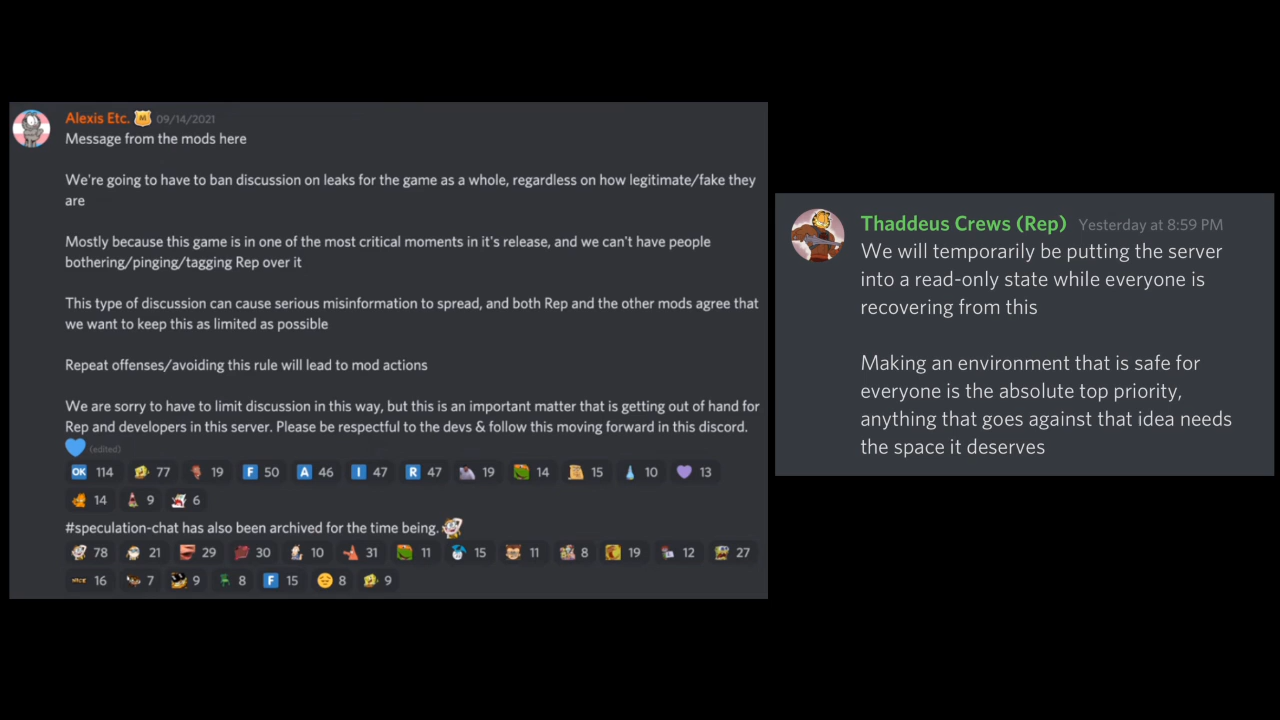 Alexis Etc. M 09/14/2021
Message from the mods here
We're going to have to ban discussion on leaks for the game as a whole, regardless on how legitimate/fake they
are
Mostly because this game is in one of the most critical moments in it's release, and we can't have people
bothering/pinging/tagging Rep over it
This type of discussion can cause serious misinformation to spread, and both Rep and the other mods agree that
we want to keep this as limited as possible
Repeat offenses/avoiding this rule will lead to mod actions
We are sorry to have to limit discussion in this way, but this is an important matter that is getting out of hand for
Rep and developers in this server. Please be respectful to the devs & follow this moving forward in this discord.
(edited)
OK 114 77 19 F 50 A 46 I 47 R 47 19 14 15 10 13
14 9 6
#speculation-chat has also been archived for the time being.
78 21 29 30 10 31 11 15 11 8 19 12 27
NICE 16 7 9 8 F 15 8 9
Thaddeus Crews (Rep) Yesterday at 8:59 PM
We will temporarily be putting the server
into a read-only state while everyone is
recovering from this
Making an environment that is safe for
everyone is the absolute top priority,
anything that goes against that idea needs
the space it deserves